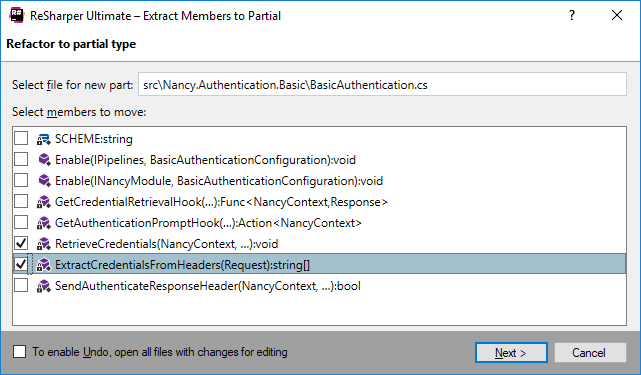 R#
ReSharper Ultimate – Extract Members to Partial
?
Refactor to partial type
Select file for new part: src\Nancy.Authentication.Basic\BasicAuthentication.cs
Select members to move:
SCHEME:string
Enable(IPipelines, BasicAuthenticationConfiguration):void
Enable(INancyModule, BasicAuthenticationConfiguration):void
GetCredentialRetrievalHook(...):Func<NancyContext,Response>
GetAuthenticationPromptHook(...):Action<NancyContext>
RetrieveCredentials(NancyContext, ...):void
ExtractCredentialsFromHeaders(Request):string[]
SendAuthenticateResponseHeader(NancyContext, ...):bool
To enable Undo, open all files with changes for editing
Next >
Cancel